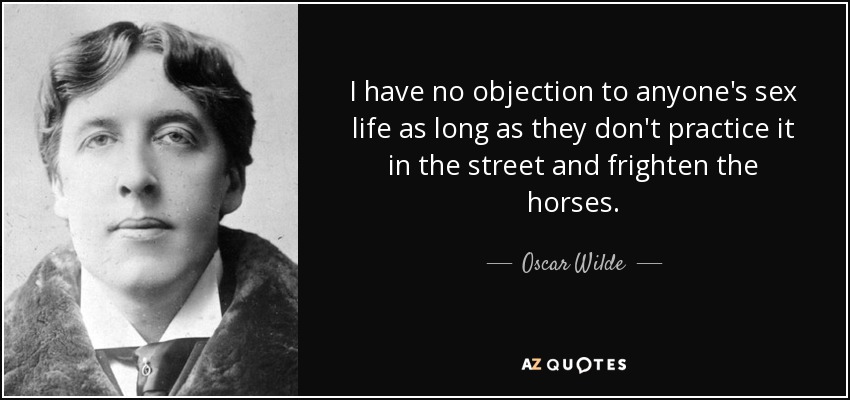 I have no objection to anyone's sex
life as long as they don't practice it
in the street and frighten the
horses.
Oscar Wilde
AZ QUOTES